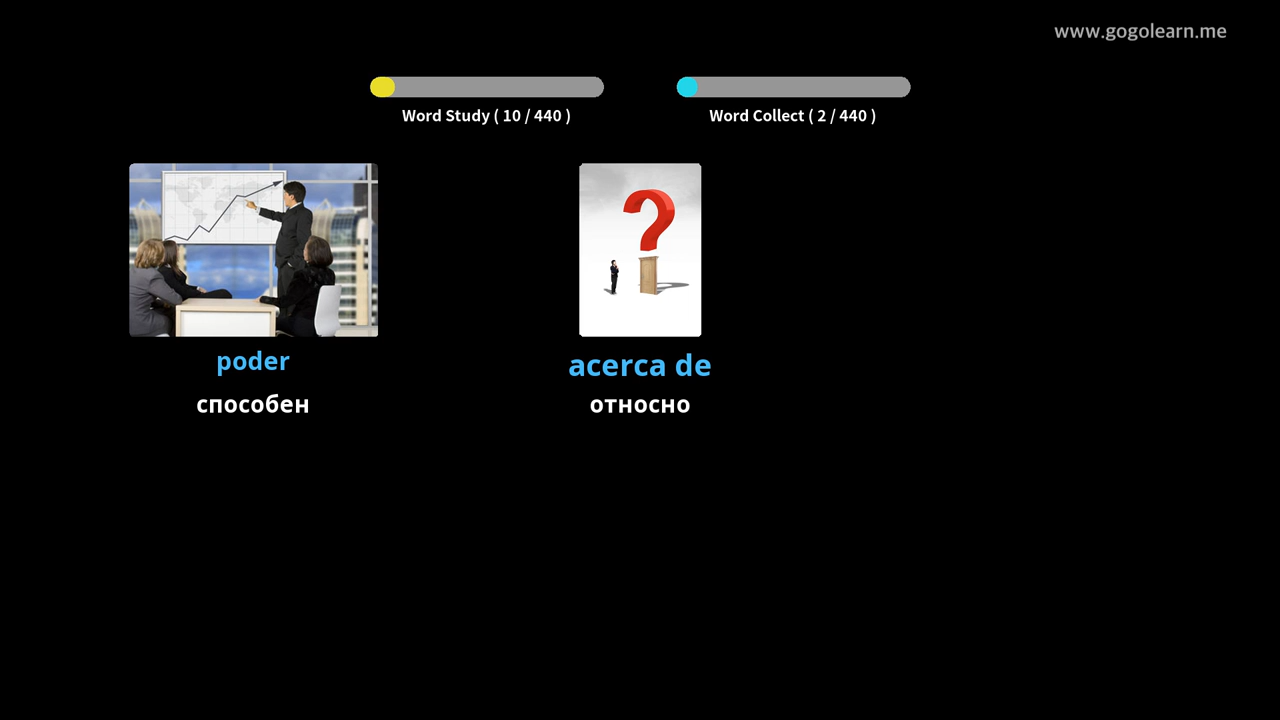 www.gogolearn.me
Word Study ( 10 / 440 )
Word Collect ( 2 / 440 )
poder
способен
acerca de
относно